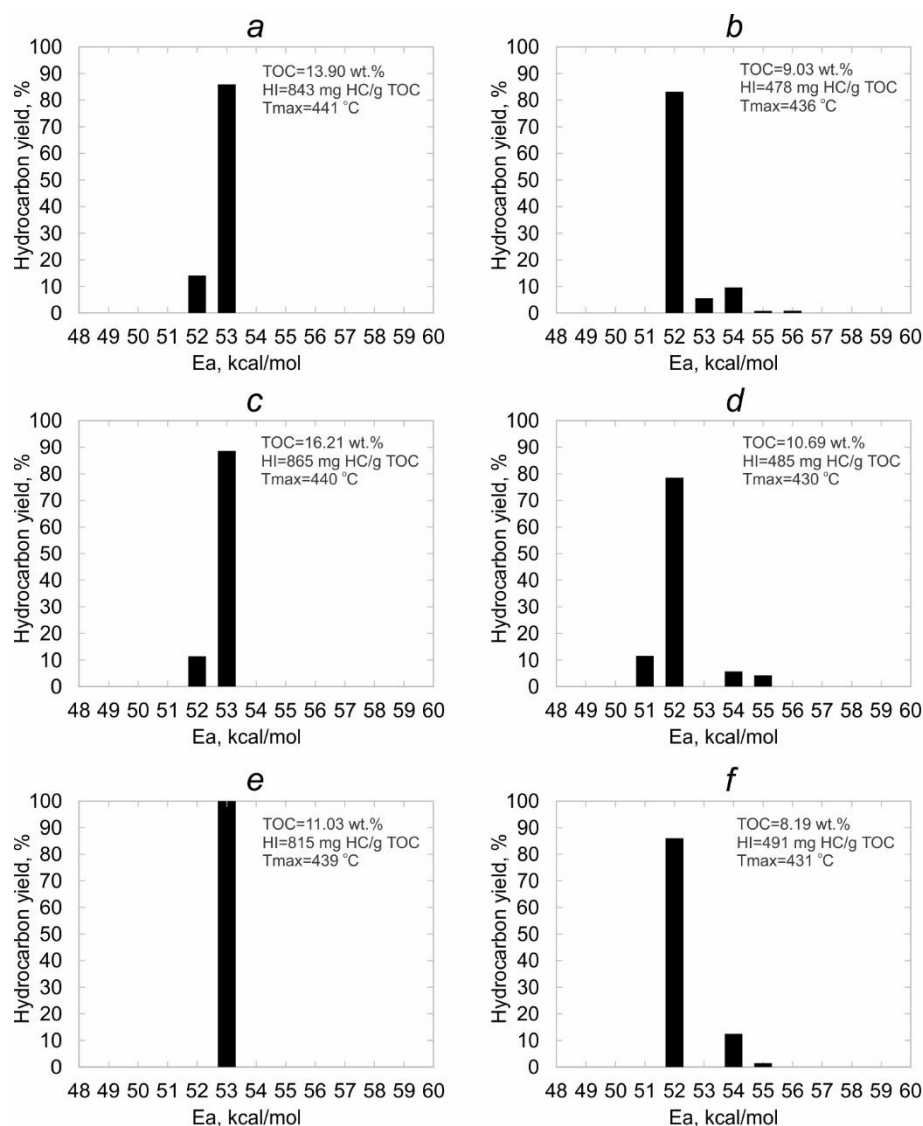 a
100
90
80
70
60
50
40
30
20
10
0
Hydrocarbon yield, %
TOC=13.90 wt.%
HI=843 mg HC/g TOC
Tmax=441 °C
48 49 50 51 52 53 54 55 56 57 58 59 60
Ea, kcal/mol
b
100
90
80
70
60
50
40
30
20
10
0
Hydrocarbon yield, %
TOC=9.03 wt.%
HI=478 mg HC/g TOC
Tmax=436 °C
48 49 50 51 52 53 54 55 56 57 58 59 60
Ea, kcal/mol
c
100
90
80
70
60
50
40
30
20
10
0
Hydrocarbon yield, %
TOC=16.21 wt.%
HI=865 mg HC/g TOC
Tmax=440 °C
48 49 50 51 52 53 54 55 56 57 58 59 60
Ea, kcal/mol
d
100
90
80
70
60
50
40
30
20
10
0
Hydrocarbon yield, %
TOC=10.69 wt.%
HI=485 mg HC/g TOC
Tmax=430 °C
48 49 50 51 52 53 54 55 56 57 58 59 60
Ea, kcal/mol
e
100
90
80
70
60
50
40
30
20
10
0
Hydrocarbon yield, %
TOC=11.03 wt.%
HI=815 mg HC/g TOC
Tmax=439 °C
48 49 50 51 52 53 54 55 56 57 58 59 60
Ea, kcal/mol
f
100
90
80
70
60
50
40
30
20
10
0
Hydrocarbon yield, %
TOC=8.19 wt.%
HI=491 mg HC/g TOC
Tmax=431 °C
48 49 50 51 52 53 54 55 56 57 58 59 60
Ea, kcal/mol